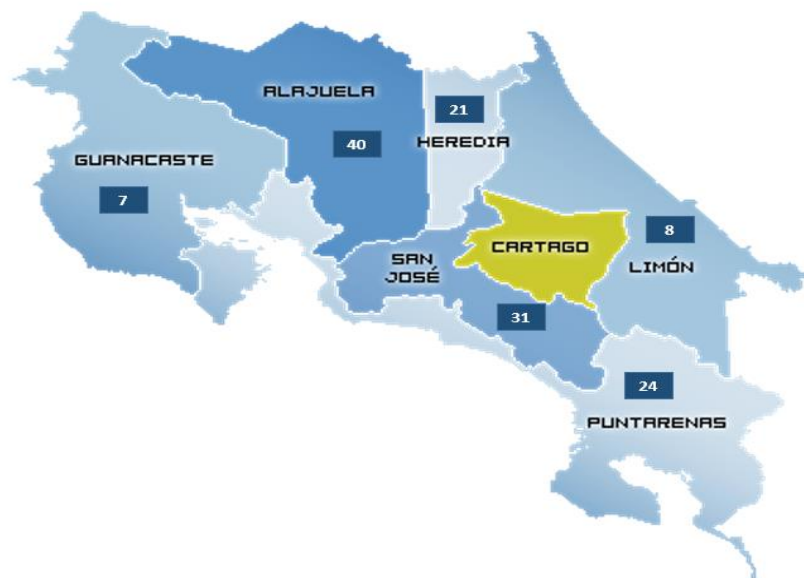 ALAJUELA
40
21
HEREDIA
GUANACASTE
7
SAN
JOSÉ
31
CARTAGO
8
LIMÓN
24
PUNTARENAS